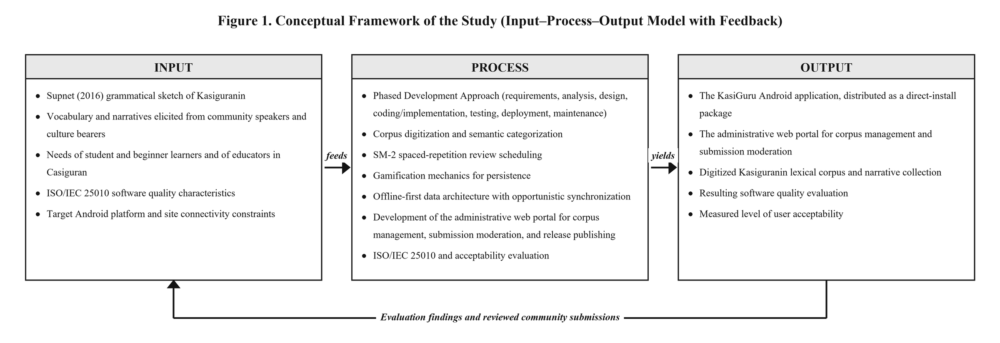 Figure 1. Conceptual Framework of the Study (Input–Process–Output Model with Feedback)
INPUT
● Supnet (2016) grammatical sketch of Kasiguranin
● Vocabulary and narratives elicited from community speakers and
culture bearers
● Needs of student and beginner learners and of educators in
Casiguran
● ISO/IEC 25010 software quality characteristics
● Target Android platform and site connectivity constraints
feeds
PROCESS
● Phased Development Approach (requirements, analysis, design,
coding/implementation, testing, deployment, maintenance)
● Corpus digitization and semantic categorization
● SM-2 spaced-repetition review scheduling
● Gamification mechanics for persistence
● Offline-first data architecture with opportunistic synchronization
● Development of the administrative web portal for corpus
management, submission moderation, and release publishing
● ISO/IEC 25010 and acceptability evaluation
yields
OUTPUT
● The KasiGuru Android application, distributed as a direct-install
package
● The administrative web portal for corpus management and
submission moderation
● Digitized Kasiguranin lexical corpus and narrative collection
● Resulting software quality evaluation
● Measured level of user acceptability
Evaluation findings and reviewed community submissions